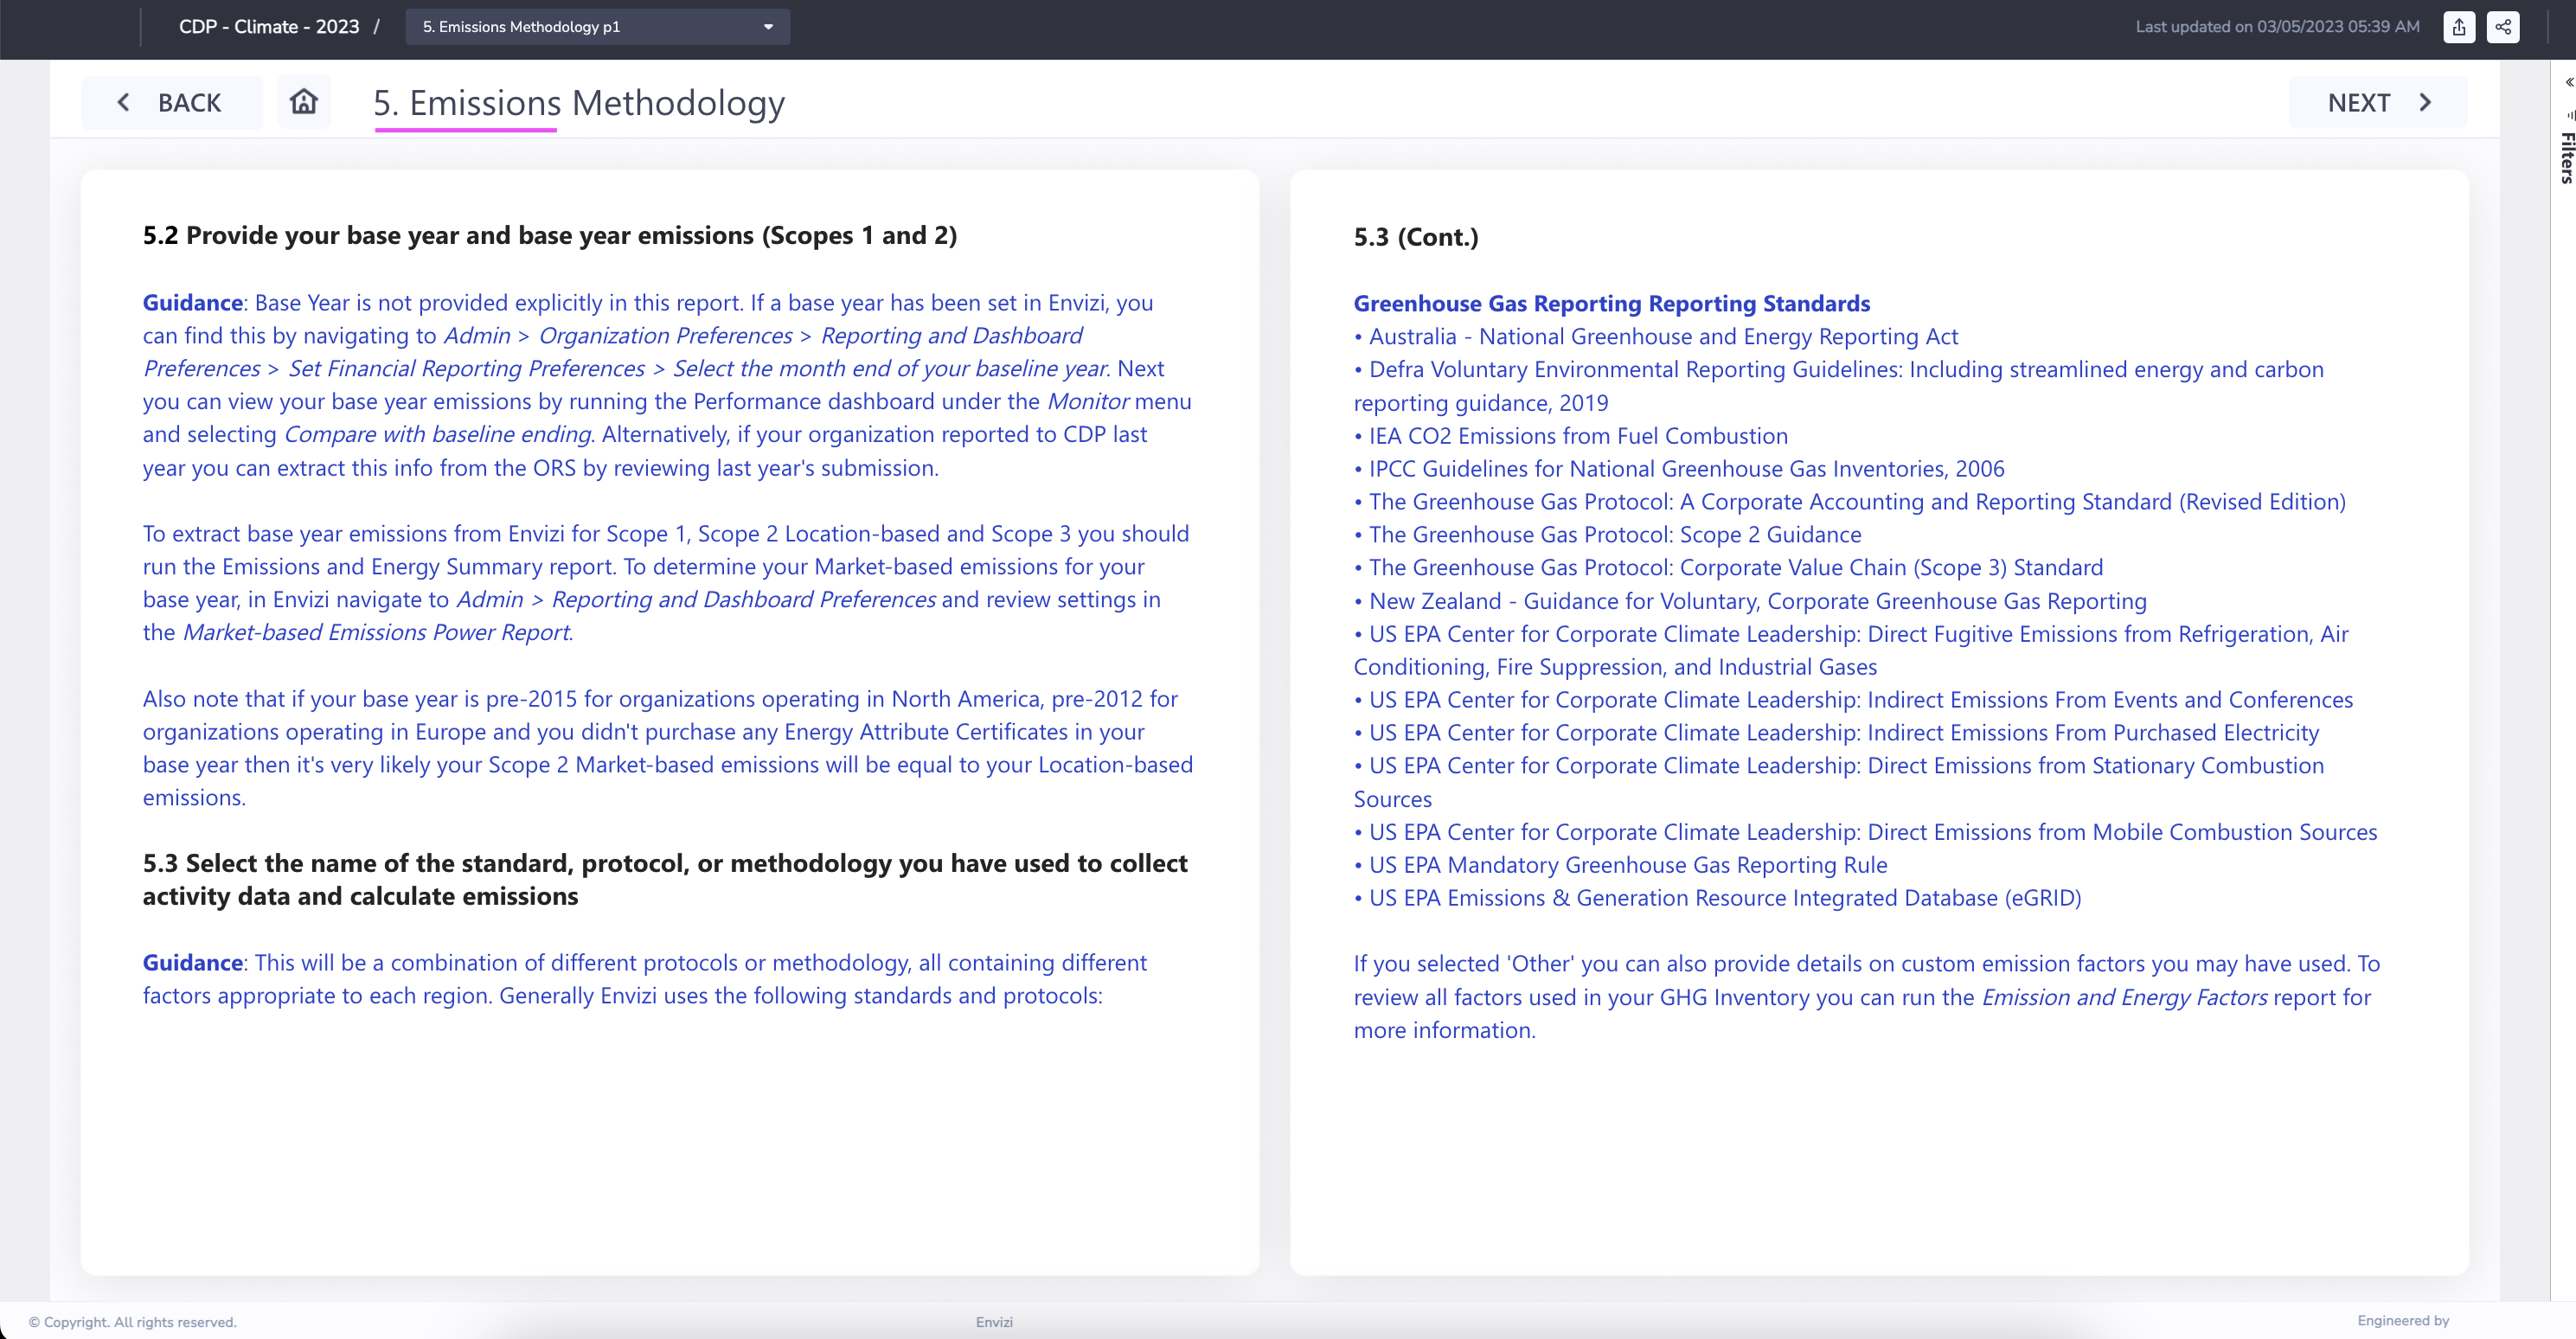 CDP - Climate - 2023 / 5. Emissions Methodology p1
Last updated on 03/05/2023 05:39 AM
BACK
5. Emissions Methodology
NEXT
Filters
5.2 Provide your base year and base year emissions (Scopes 1 and 2)
Guidance: Base Year is not provided explicitly in this report. If a base year has been set in Envizi, you
can find this by navigating to Admin > Organization Preferences > Reporting and Dashboard
Preferences > Set Financial Reporting Preferences > Select the month end of your baseline year. Next
you can view your base year emissions by running the Performance dashboard under the Monitor menu
and selecting Compare with baseline ending. Alternatively, if your organization reported to CDP last
year you can extract this info from the ORS by reviewing last year's submission.
To extract base year emissions from Envizi for Scope 1, Scope 2 Location-based and Scope 3 you should
run the Emissions and Energy Summary report. To determine your Market-based emissions for your
base year, in Envizi navigate to Admin > Reporting and Dashboard Preferences and review settings in
the Market-based Emissions Power Report.
Also note that if your base year is pre-2015 for organizations operating in North America, pre-2012 for
organizations operating in Europe and you didn't purchase any Energy Attribute Certificates in your
base year then it's very likely your Scope 2 Market-based emissions will be equal to your Location-based
emissions.
5.3 Select the name of the standard, protocol, or methodology you have used to collect
activity data and calculate emissions
Guidance: This will be a combination of different protocols or methodology, all containing different
factors appropriate to each region. Generally Envizi uses the following standards and protocols:
5.3 (Cont.)
Greenhouse Gas Reporting Reporting Standards
• Australia - National Greenhouse and Energy Reporting Act
• Defra Voluntary Environmental Reporting Guidelines: Including streamlined energy and carbon
reporting guidance, 2019
• IEA CO2 Emissions from Fuel Combustion
• IPCC Guidelines for National Greenhouse Gas Inventories, 2006
• The Greenhouse Gas Protocol: A Corporate Accounting and Reporting Standard (Revised Edition)
• The Greenhouse Gas Protocol: Scope 2 Guidance
• The Greenhouse Gas Protocol: Corporate Value Chain (Scope 3) Standard
• New Zealand - Guidance for Voluntary, Corporate Greenhouse Gas Reporting
• US EPA Center for Corporate Climate Leadership: Direct Fugitive Emissions from Refrigeration, Air
Conditioning, Fire Suppression, and Industrial Gases
• US EPA Center for Corporate Climate Leadership: Indirect Emissions From Events and Conferences
• US EPA Center for Corporate Climate Leadership: Indirect Emissions From Purchased Electricity
• US EPA Center for Corporate Climate Leadership: Direct Emissions from Stationary Combustion
Sources
• US EPA Center for Corporate Climate Leadership: Direct Emissions from Mobile Combustion Sources
• US EPA Mandatory Greenhouse Gas Reporting Rule
• US EPA Emissions & Generation Resource Integrated Database (eGRID)
If you selected 'Other' you can also provide details on custom emission factors you may have used. To
review all factors used in your GHG Inventory you can run the Emission and Energy Factors report for
more information.
© Copyright. All rights reserved.
Envizi
Engineered by